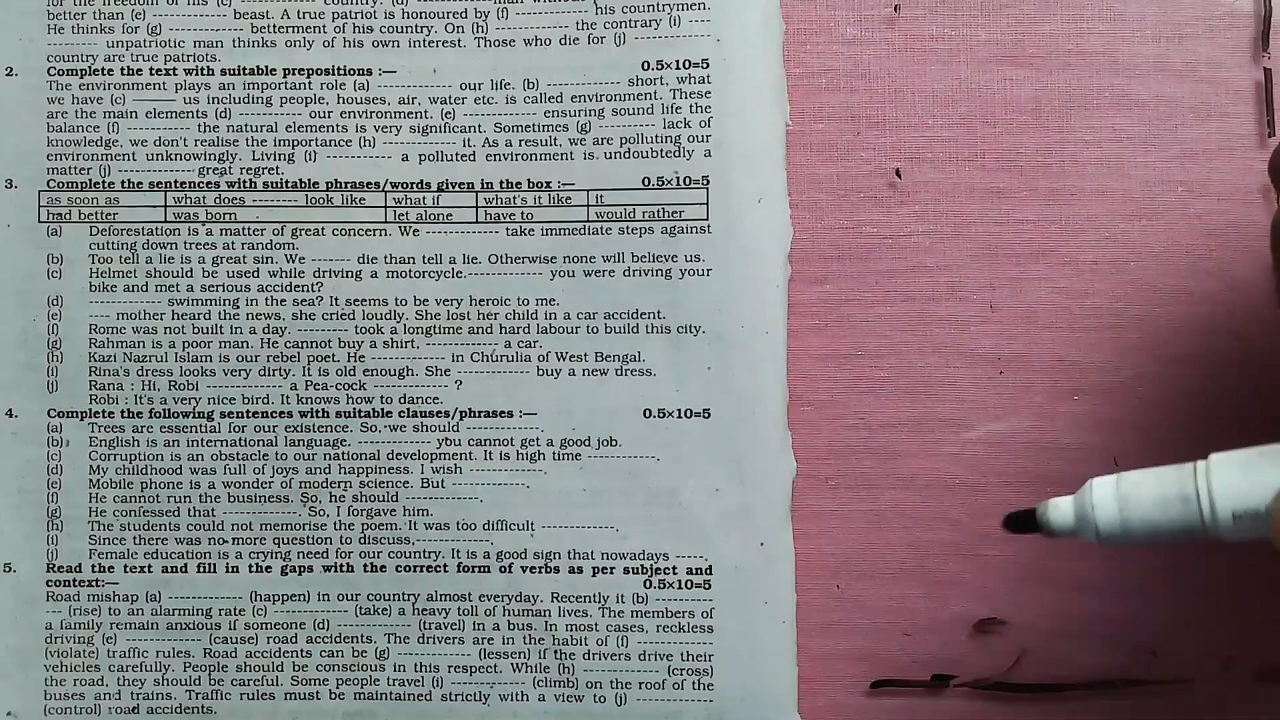 for the freedom of his (c) ---------- country. (d) --------man
better than (e) ---------- beast. A true patriot is honoured by (f) ---------- his countrymen.
He thinks for (g) ---------- betterment of his country. On (h) ---------- the contrary (i) ----
-------- unpatriotic man thinks only of his own interest. Those who die for (j) -----------
country are true patriots.
2. Complete the text with suitable prepositions :— 0.5×10=5
The environment plays an important role (a) ---------- our life. (b) ---------- short, what
we have (c) ——— us including people, houses, air, water etc. is called environment. These
are the main elements (d) --------- our environment. (e) ----------- ensuring sound life the
balance (f) --------- the natural elements is very significant. Sometimes (g) --------- lack of
knowledge, we don't realise the importance (h) ----------- it. As a result, we are polluting our
environment unknowingly. Living (i) ---------- a polluted environment is undoubtedly a
matter (j) ----------- great regret.
3. Complete the sentences with suitable phrases/words given in the box :— 0.5×10=5
as soon as what does -------- look like what if what's it like it
had better was born let alone have to would rather
(a) Deforestation is a matter of great concern. We ----------- take immediate steps against
cutting down trees at random.
(b) Too tell a lie is a great sin. We ------ die than tell a lie. Otherwise none will believe us.
(c) Helmet should be used while driving a motorcycle.----------- you were driving your
bike and met a serious accident?
(d) ----------- swimming in the sea? It seems to be very heroic to me.
(e) ---- mother heard the news, she cried loudly. She lost her child in a car accident.
(f) Rome was not built in a day. -------- took a longtime and hard labour to build this city.
(g) Rahman is a poor man. He cannot buy a shirt, ----------- a car.
(h) Kazi Nazrul Islam is our rebel poet. He ----------- in Churulia of West Bengal.
(i) Rina's dress looks very dirty. It is old enough. She ----------- buy a new dress.
(j) Rana : Hi, Robi ----------- a Pea-cock ----------- ?
Robi : It's a very nice bird. It knows how to dance.
4. Complete the following sentences with suitable clauses/phrases :— 0.5×10=5
(a) Trees are essential for our existence. So, we should -----------.
(b) English is an international language. ----------- you cannot get a good job.
(c) Corruption is an obstacle to our national development. It is high time ----------.
(d) My childhood was full of joys and happiness. I wish -----------.
(e) Mobile phone is a wonder of modern science. But -----------.
(f) He cannot run the business. So, he should -----------.
(g) He confessed that -----------. So, I forgave him.
(h) The students could not memorise the poem. It was too difficult -----------.
(i) Since there was no more question to discuss,-----------.
(j) Female education is a crying need for our country. It is a good sign that nowadays -----.
5. Read the text and fill in the gaps with the correct form of verbs as per subject and
context:— 0.5×10=5
Road mishap (a) ----------- (happen) in our country almost everyday. Recently it (b) ---------
--- (rise) to an alarming rate (c) ----------- (take) a heavy toll of human lives. The members of
a family remain anxious if someone (d) ----------- (travel) in a bus. In most cases, reckless
driving (e) ----------- (cause) road accidents. The drivers are in the habit of (f) -----------
(violate) traffic rules. Road accidents can be (g) ----------- (lessen) if the drivers drive their
vehicles carefully. People should be conscious in this respect. While (h) ----------- (cross)
the road, they should be careful. Some people travel (i) ----------- (climb) on the roof of the
buses and trains. Traffic rules must be maintained strictly with a view to (j) -----------
(control) road accidents.